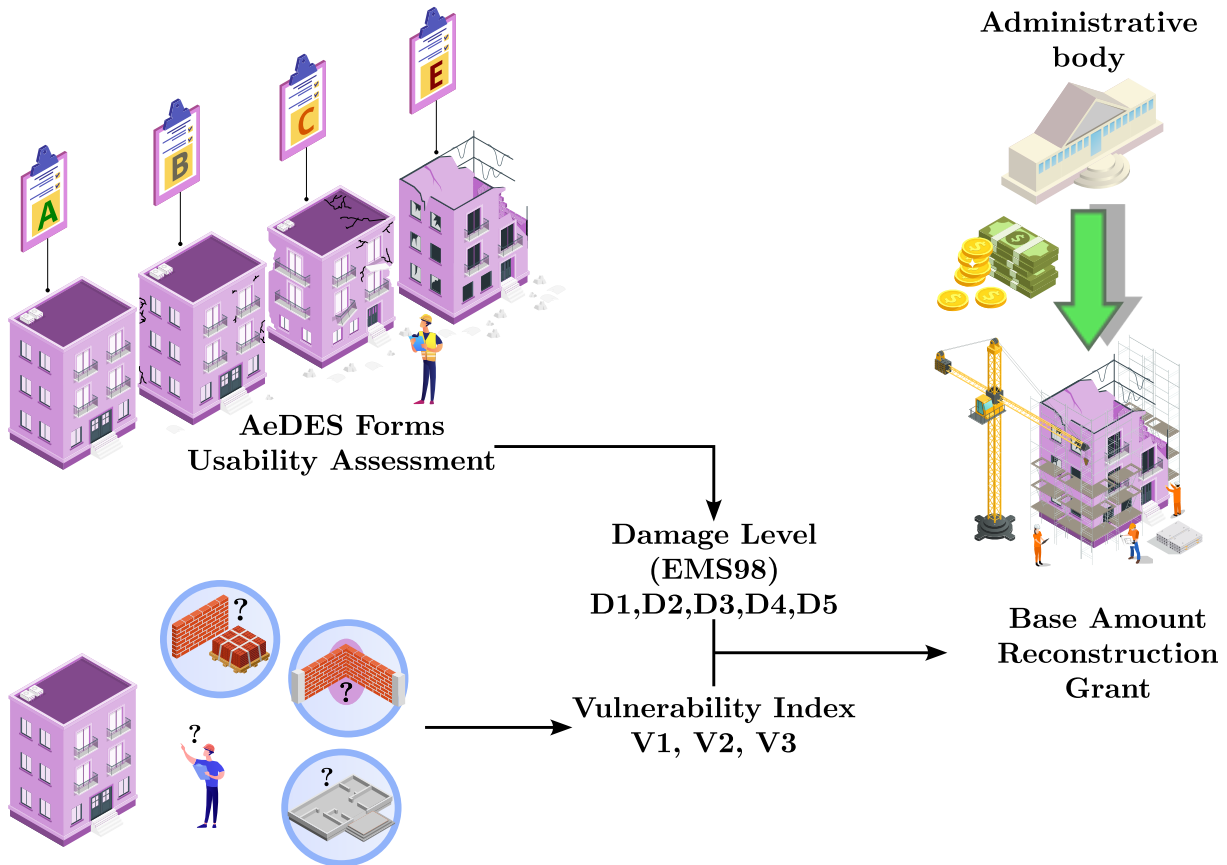 A
B
C
E
AeDES Forms
Usability Assessment
Administrative
body
$
$
$
$
Damage Level
(EMS98)
D1,D2,D3,D4,D5
?
?
?
?
Vulnerability Index
V1, V2, V3
Base Amount
Reconstruction
Grant